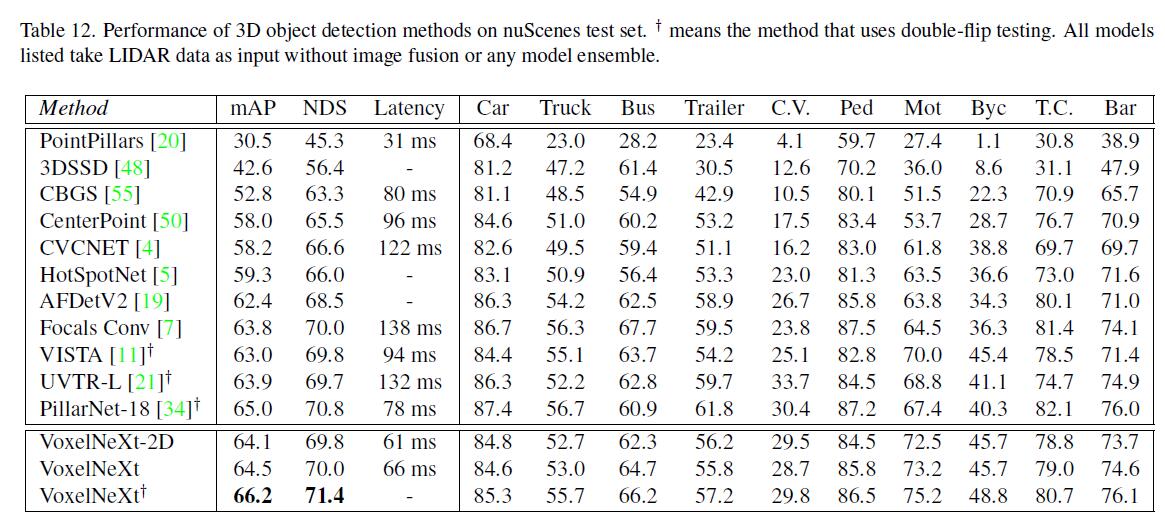 Table 12. Performance of 3D object detection methods on nuScenes test set. † means the method that uses double-flip testing. All models
listed take LIDAR data as input without image fusion or any model ensemble.
Method mAP NDS Latency Car Truck Bus Trailer C.V. Ped Mot Byc T.C. Bar
PointPillars [20] 30.5 45.3 31 ms 68.4 23.0 28.2 23.4 4.1 59.7 27.4 1.1 30.8 38.9
3DSSD [48] 42.6 56.4 - 81.2 47.2 61.4 30.5 12.6 70.2 36.0 8.6 31.1 47.9
CBGS [55] 52.8 63.3 80 ms 81.1 48.5 54.9 42.9 10.5 80.1 51.5 22.3 70.9 65.7
CenterPoint [50] 58.0 65.5 96 ms 84.6 51.0 60.2 53.2 17.5 83.4 53.7 28.7 76.7 70.9
CVCNET [4] 58.2 66.6 122 ms 82.6 49.5 59.4 51.1 16.2 83.0 61.8 38.8 69.7 69.7
HotSpotNet [5] 59.3 66.0 - 83.1 50.9 56.4 53.3 23.0 81.3 63.5 36.6 73.0 71.6
AFDetV2 [19] 62.4 68.5 - 86.3 54.2 62.5 58.9 26.7 85.8 63.8 34.3 80.1 71.0
Focals Conv [7] 63.8 70.0 138 ms 86.7 56.3 67.7 59.5 23.8 87.5 64.5 36.3 81.4 74.1
VISTA [11]† 63.0 69.8 94 ms 84.4 55.1 63.7 54.2 25.1 82.8 70.0 45.4 78.5 71.4
UVTR-L [21]† 63.9 69.7 132 ms 86.3 52.2 62.8 59.7 33.7 84.5 68.8 41.1 74.7 74.9
PillarNet-18 [34]† 65.0 70.8 78 ms 87.4 56.7 60.9 61.8 30.4 87.2 67.4 40.3 82.1 76.0
VoxelNeXt-2D 64.1 69.8 61 ms 84.8 52.7 62.3 56.2 29.5 84.5 72.5 45.7 78.8 73.7
VoxelNeXt 64.5 70.0 66 ms 84.6 53.0 64.7 55.8 28.7 85.8 73.2 45.7 79.0 74.6
VoxelNeXt† 66.2 71.4 - 85.3 55.7 66.2 57.2 29.8 86.5 75.2 48.8 80.7 76.1